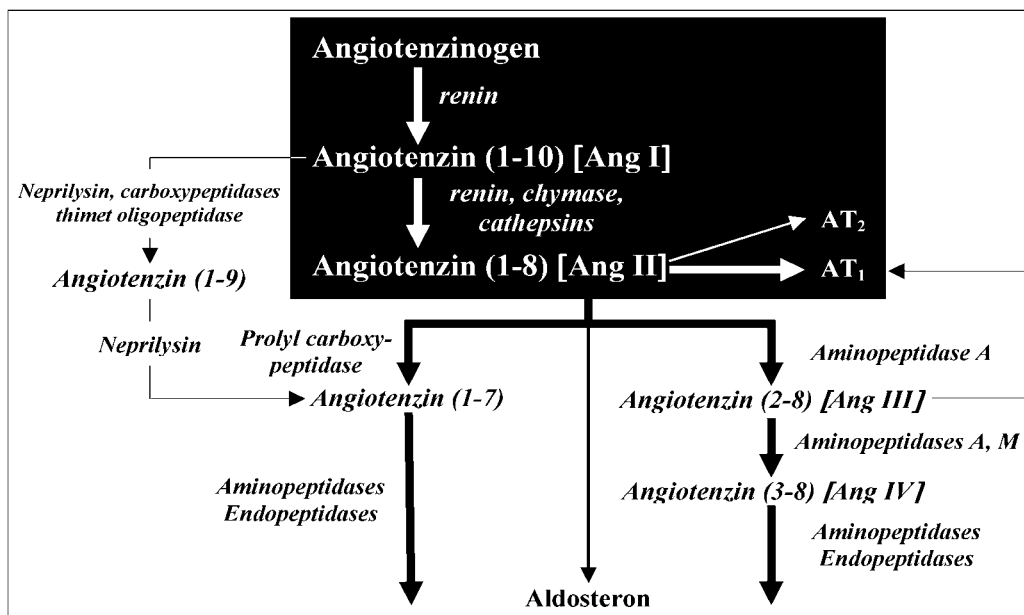 Angiotenzinogen
renin
Angiotenzin (1-10) [Ang I]
Neprilysin, carboxypeptidases
thimet oligopeptidase
renin, chymase,
cathepsins
AT₂
Angiotenzin (1-8) [Ang II]
AT₁
Angiotenzin (1-9)
Neprilysin
Prolyl carboxy-
peptidase
Aminopeptidase A
Angiotenzin (1-7)
Angiotenzin (2-8) [Ang III]
Aminopeptidases A, M
Aminopeptidases
Endopeptidases
Angiotenzin (3-8) [Ang IV]
Aminopeptidases
Endopeptidases
Aldosteron